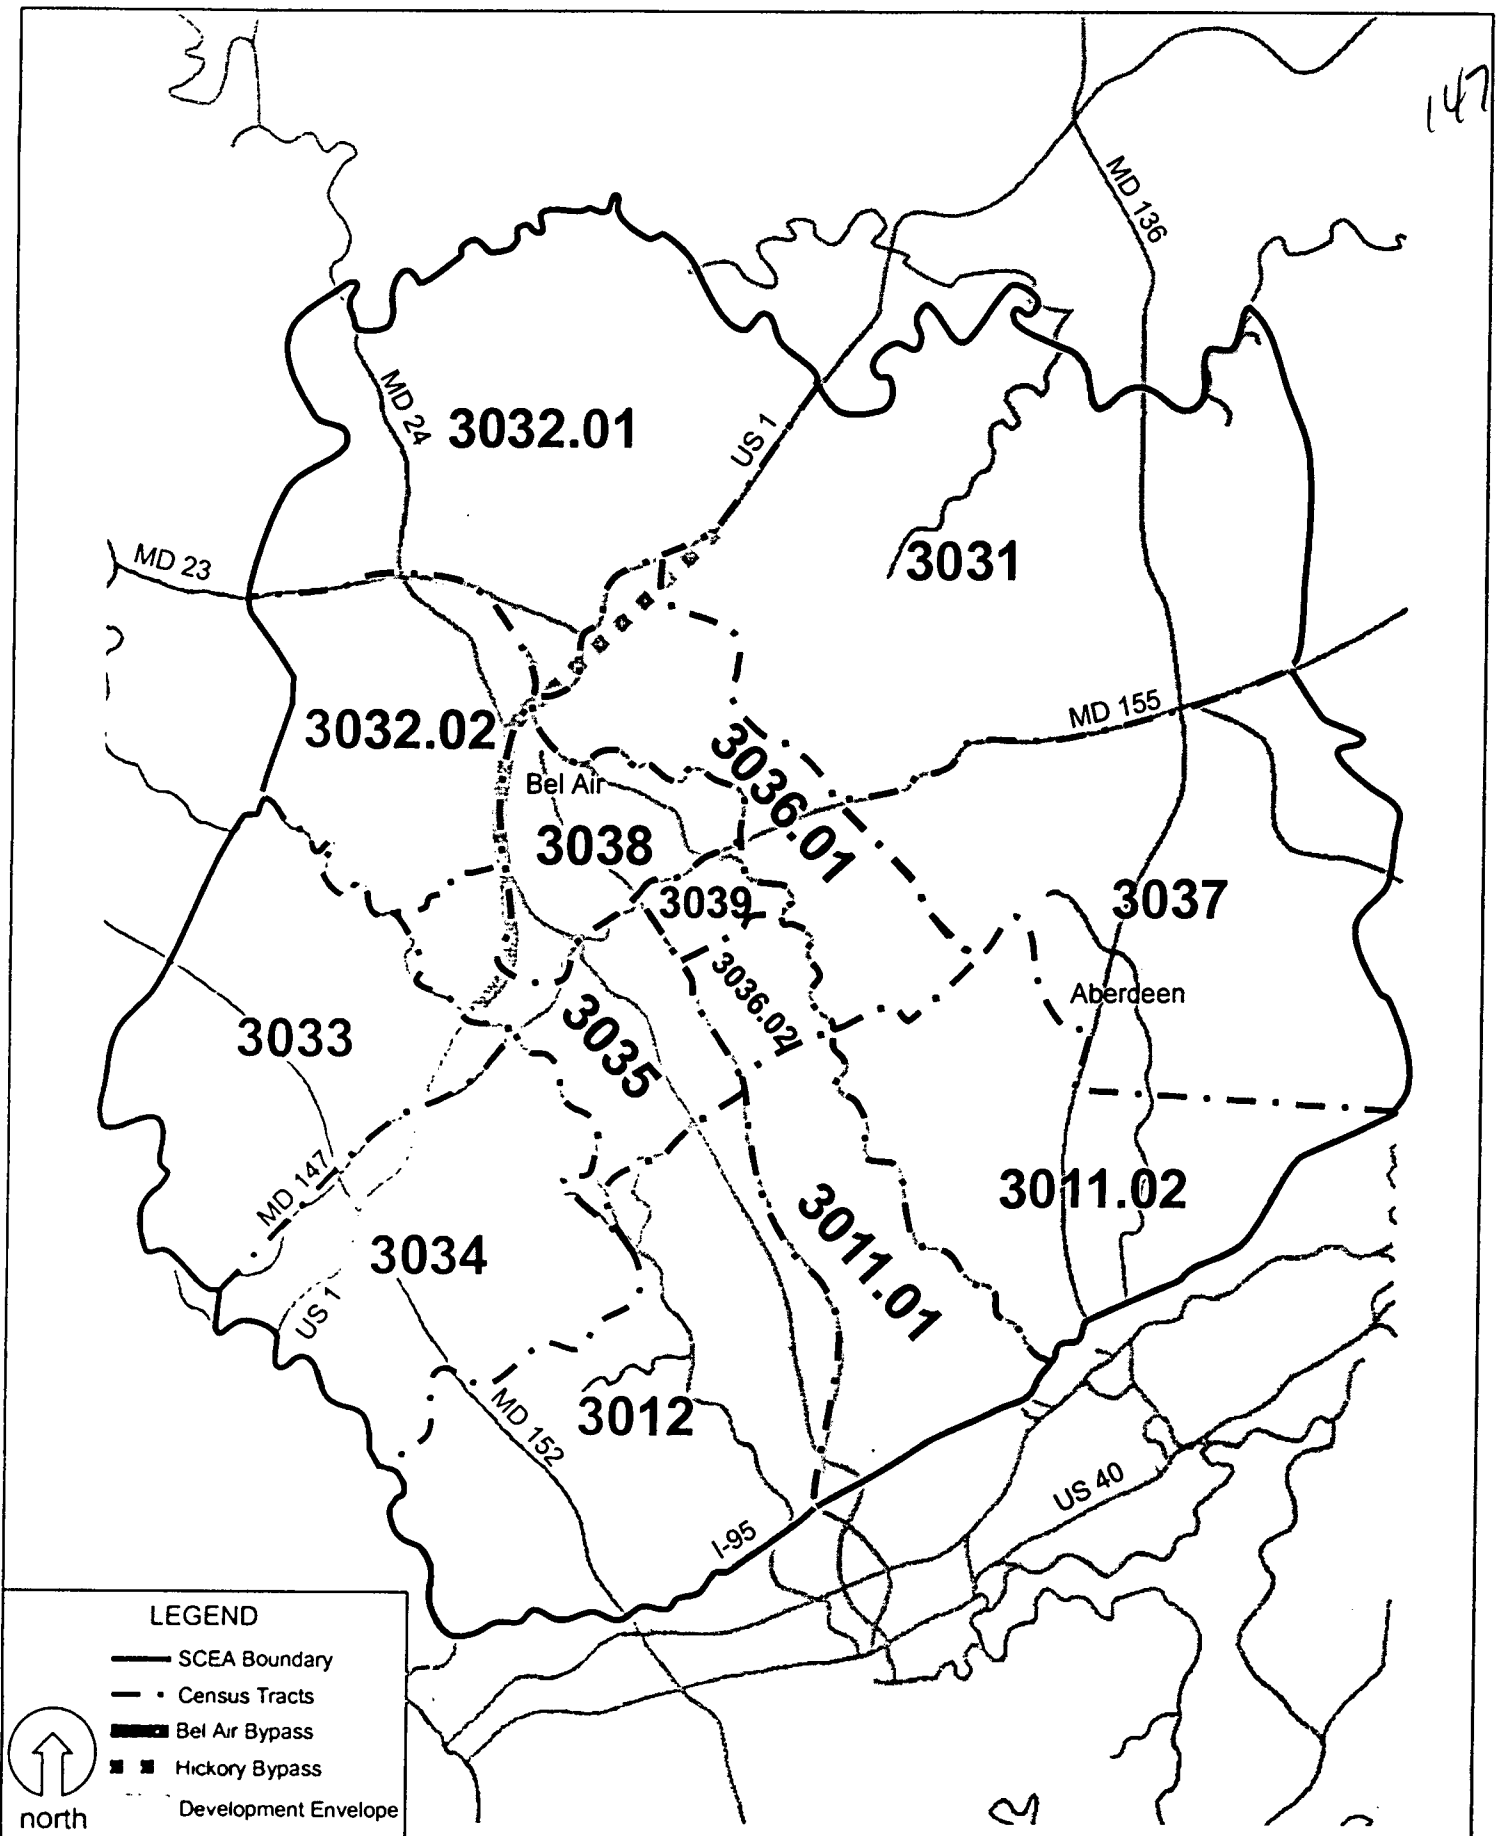 147
MD 136
MD 24
3032.01
US 1
3031
MD 23
MD 155
3032.02
3036.01
Bel Air
3038
3039
3037
3036.02
Aberdeen
3035
3033
MD 147
3011.02
3011.01
3034
US 1
3012
MD 152
US 40
I-95
LEGEND
SCEA Boundary
Census Tracts
Bel Air Bypass
Hickory Bypass
Development Envelope
north